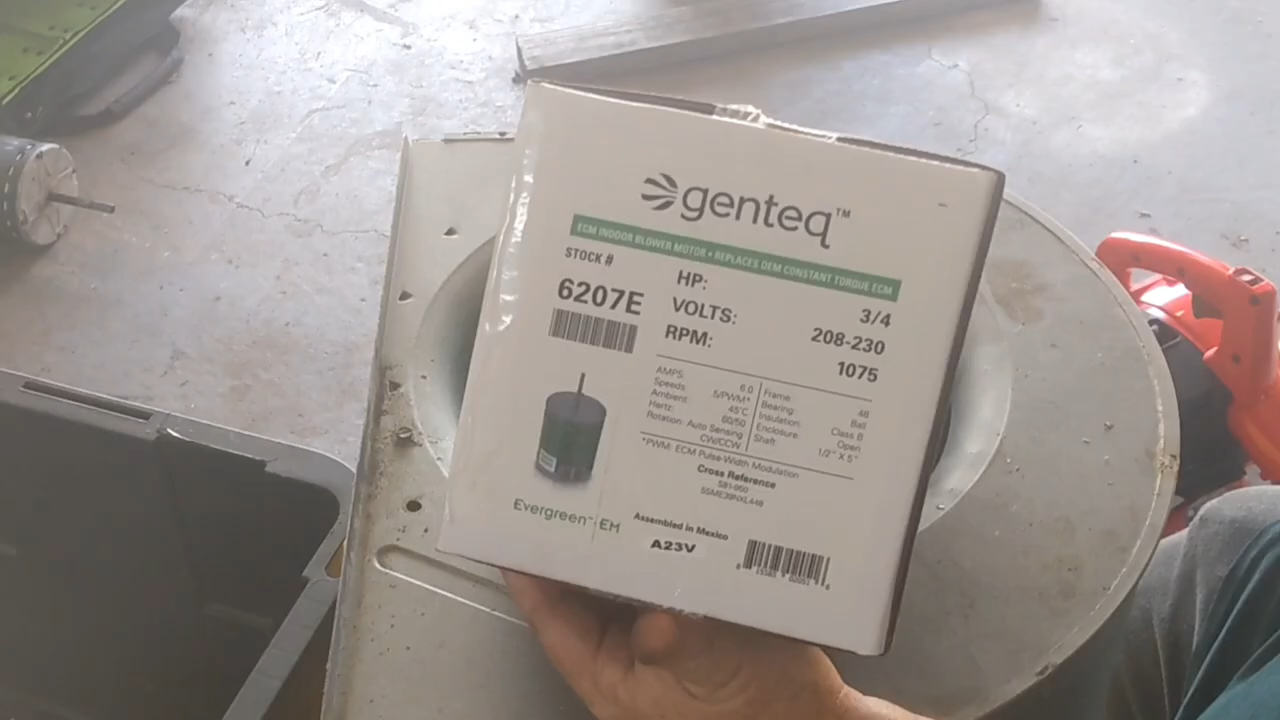 genteq™
ECM INDOOR BLOWER MOTOR • REPLACES OEM CONSTANT TORQUE ECM
STOCK #
6207E
HP: 3/4
VOLTS: 208-230
RPM: 1075
AMPS: 6.0
Speeds: 5/PWM*
Ambient: 45°C
Hertz: 60/50
Rotation: Auto Sensing
CW/CCW
Frame: 48
Bearing: Ball
Insulation: Class B
Enclosure: Open
Shaft: 1/2" X 5"
*PWM: ECM Pulse-Width Modulation
Cross Reference
Evergreen™ EM
Assembled in Mexico
A23V